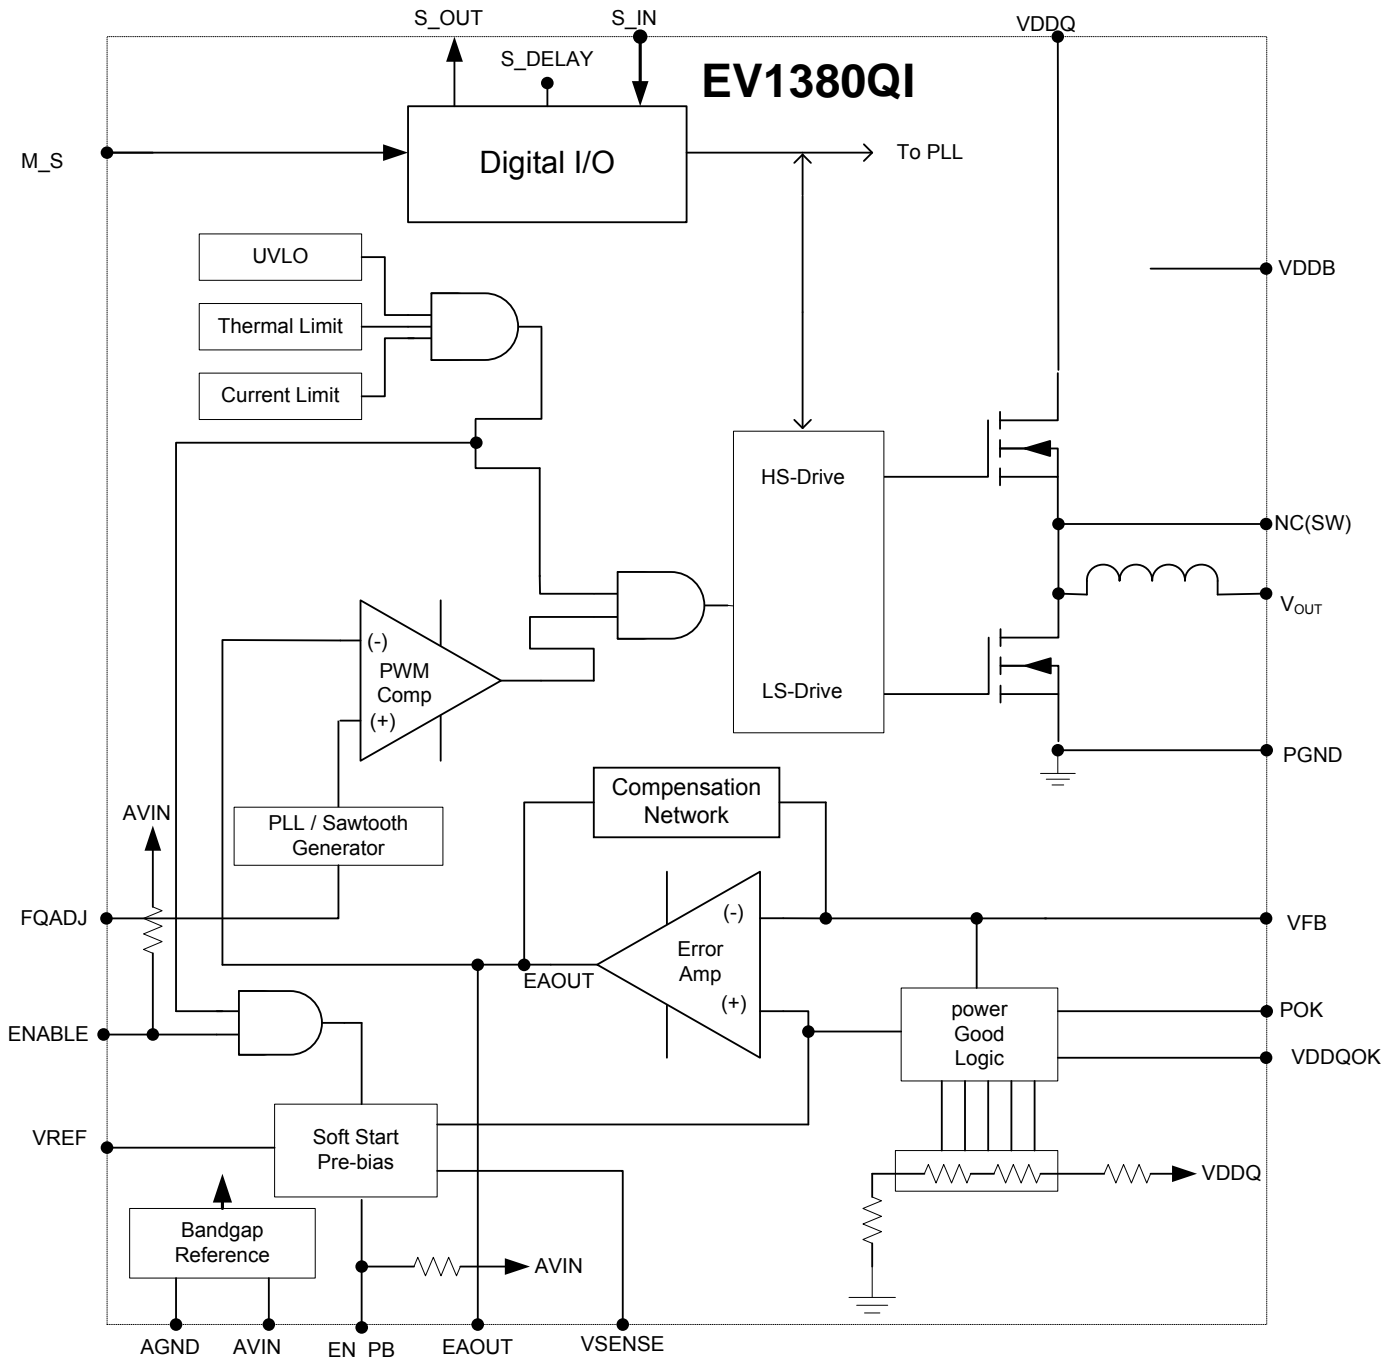 S_OUT
S_IN
VDDQ
S_DELAY
EV1380QI
M_S
Digital I/O
To PLL
UVLO
VDDB
Thermal Limit
Current Limit
HS-Drive
NC(SW)
VOUT
(-)
PWM
Comp
(+)
LS-Drive
PGND
Compensation
Network
AVIN
PLL / Sawtooth
Generator
FQADJ
(-)
VFB
Error
Amp
EAOUT
(+)
power
Good
Logic
POK
ENABLE
VDDQOK
VREF
Soft Start
Pre-bias
VDDQ
Bandgap
Reference
AVIN
AGND
AVIN
EN_PB
EAOUT
VSENSE